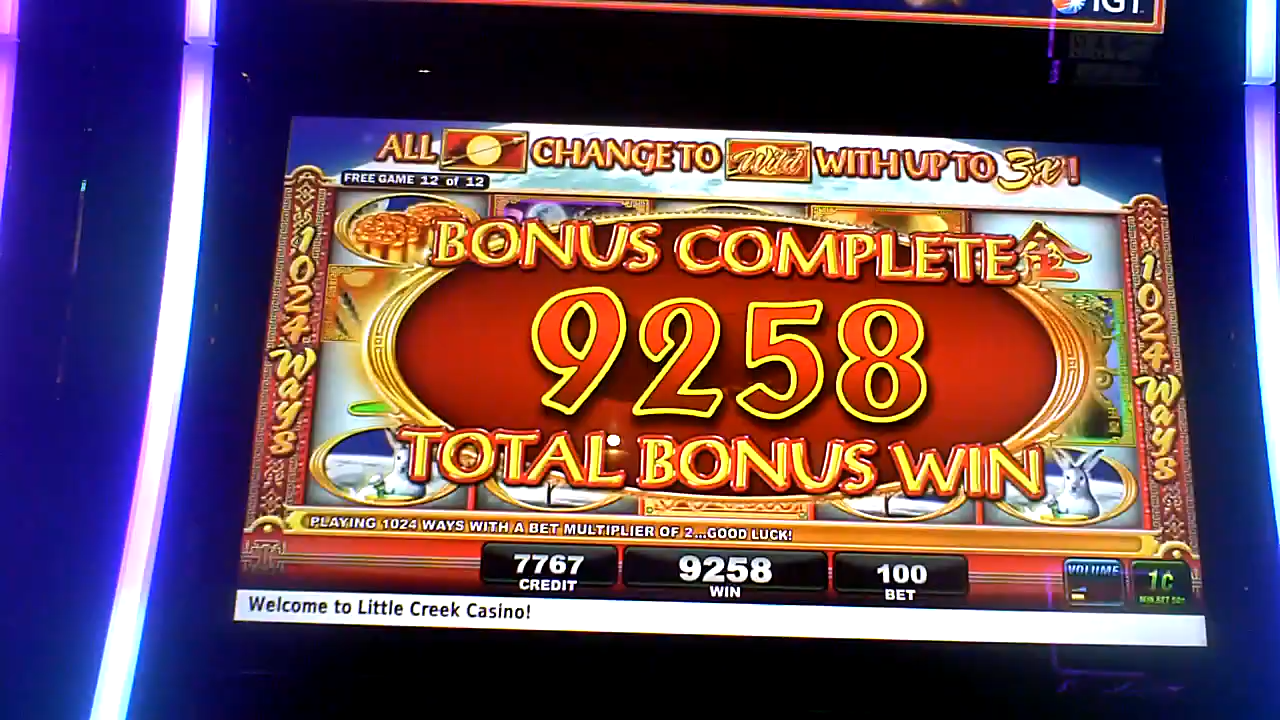 IGT
ALL CHANGE TO Wild WITH UP TO 3x!
FREE GAME 12 of 12
BONUS COMPLETE 金
9258
TOTAL BONUS WIN
1024 Ways
1024 Ways
PLAYING 1024 WAYS WITH A BET MULTIPLIER OF 2...GOOD LUCK!
7767 9258 100 VOLUME 1¢
CREDIT WIN BET
Welcome to Little Creek Casino!